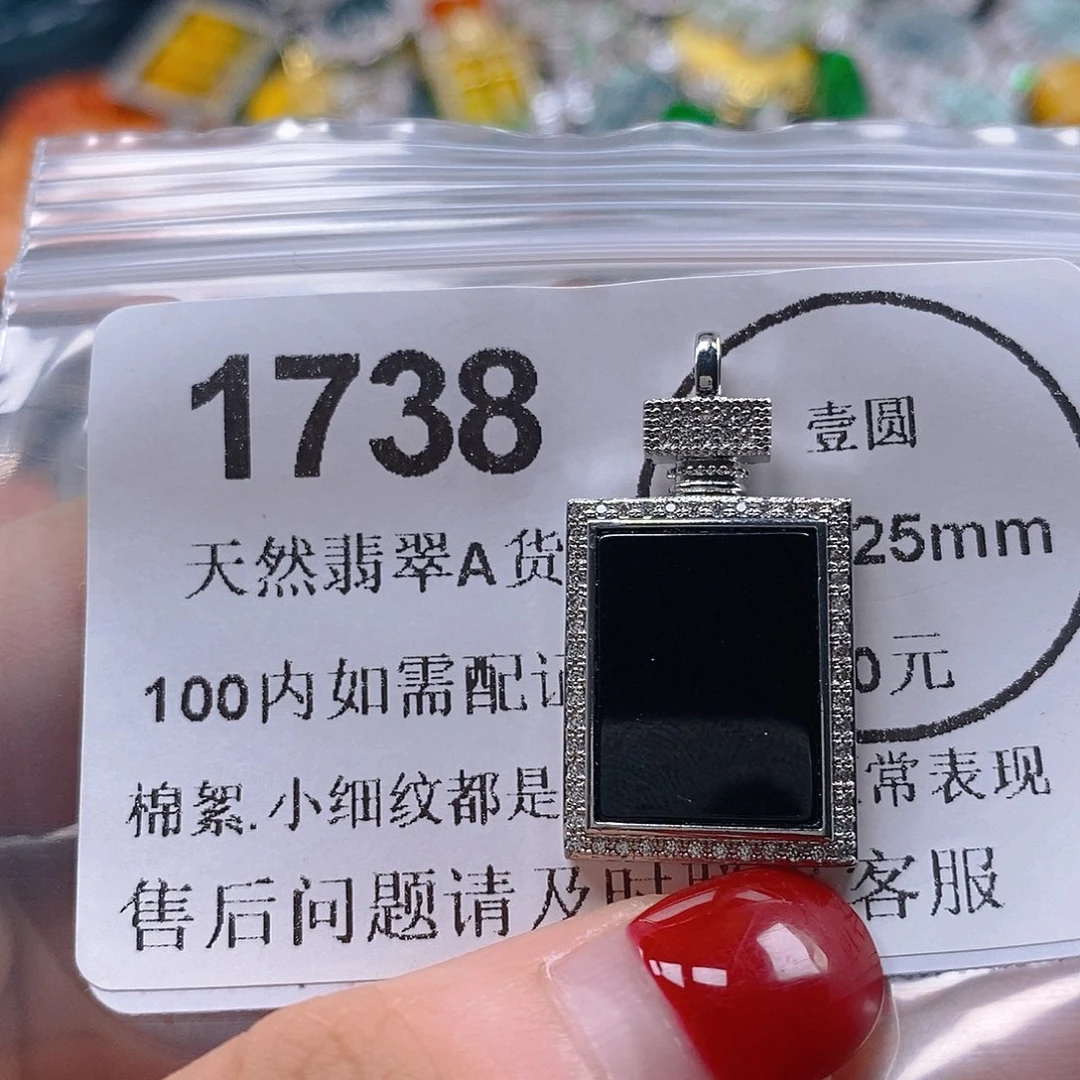 1738
壹圆
天然翡翠A货 25mm
100内如需配证 0元
棉絮.小细纹都是 常表现
售后问题请及时 客服